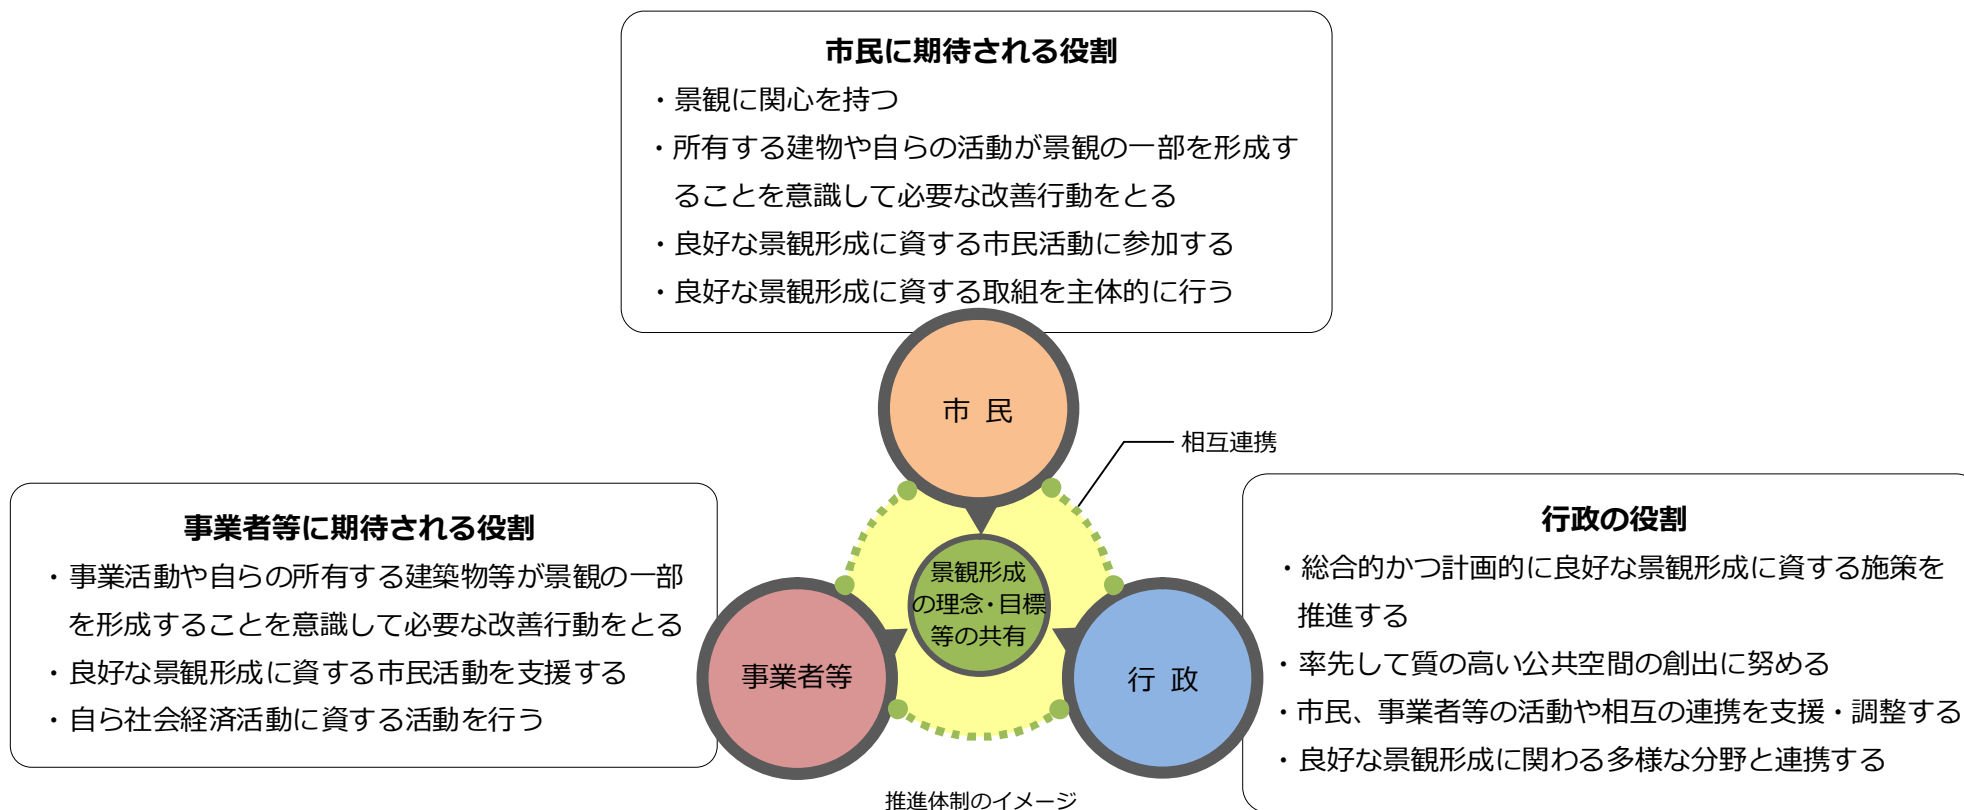 市民に期待される役割
・景観に関心を持つ
・所有する建物や自らの活動が景観の一部を形成す
ることを意識して必要な改善行動をとる
・良好な景観形成に資する市民活動に参加する
・良好な景観形成に資する取組を主体的に行う
市 民
相互連携
事業者等に期待される役割
・事業活動や自らの所有する建築物等が景観の一部
を形成することを意識して必要な改善行動をとる
・良好な景観形成に資する市民活動を支援する
・自ら社会経済活動に資する活動を行う
景観形成
の理念・目標
等の共有
事業者等
行 政
行政の役割
・総合的かつ計画的に良好な景観形成に資する施策を
推進する
・率先して質の高い公共空間の創出に努める
・市民、事業者等の活動や相互の連携を支援・調整する
・良好な景観形成に関わる多様な分野と連携する
推進体制のイメージ